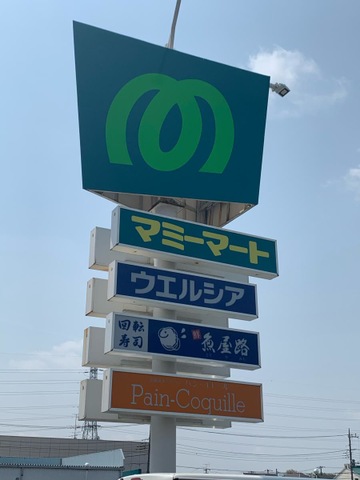 マミーマート
ウエルシア
回転
寿司
魚屋路
Pain-Coquille